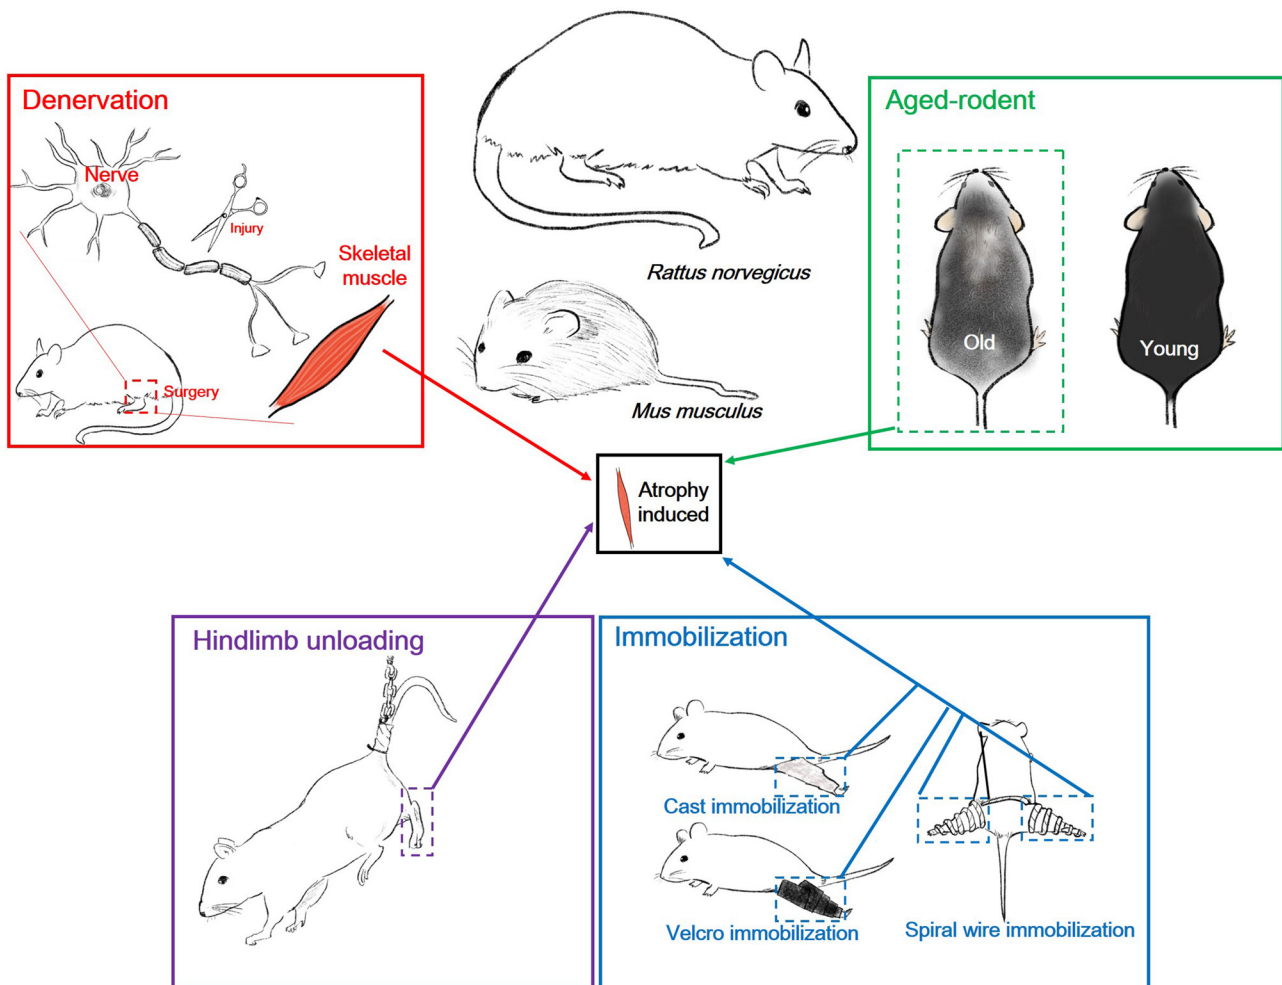 Denervation
Nerve
Injury
Skeletal
muscle
Surgery
Rattus norvegicus
Mus musculus
Aged-rodent
Old
Young
Atrophy
induced
Hindlimb unloading
Immobilization
Cast immobilization
Velcro immobilization
Spiral wire immobilization